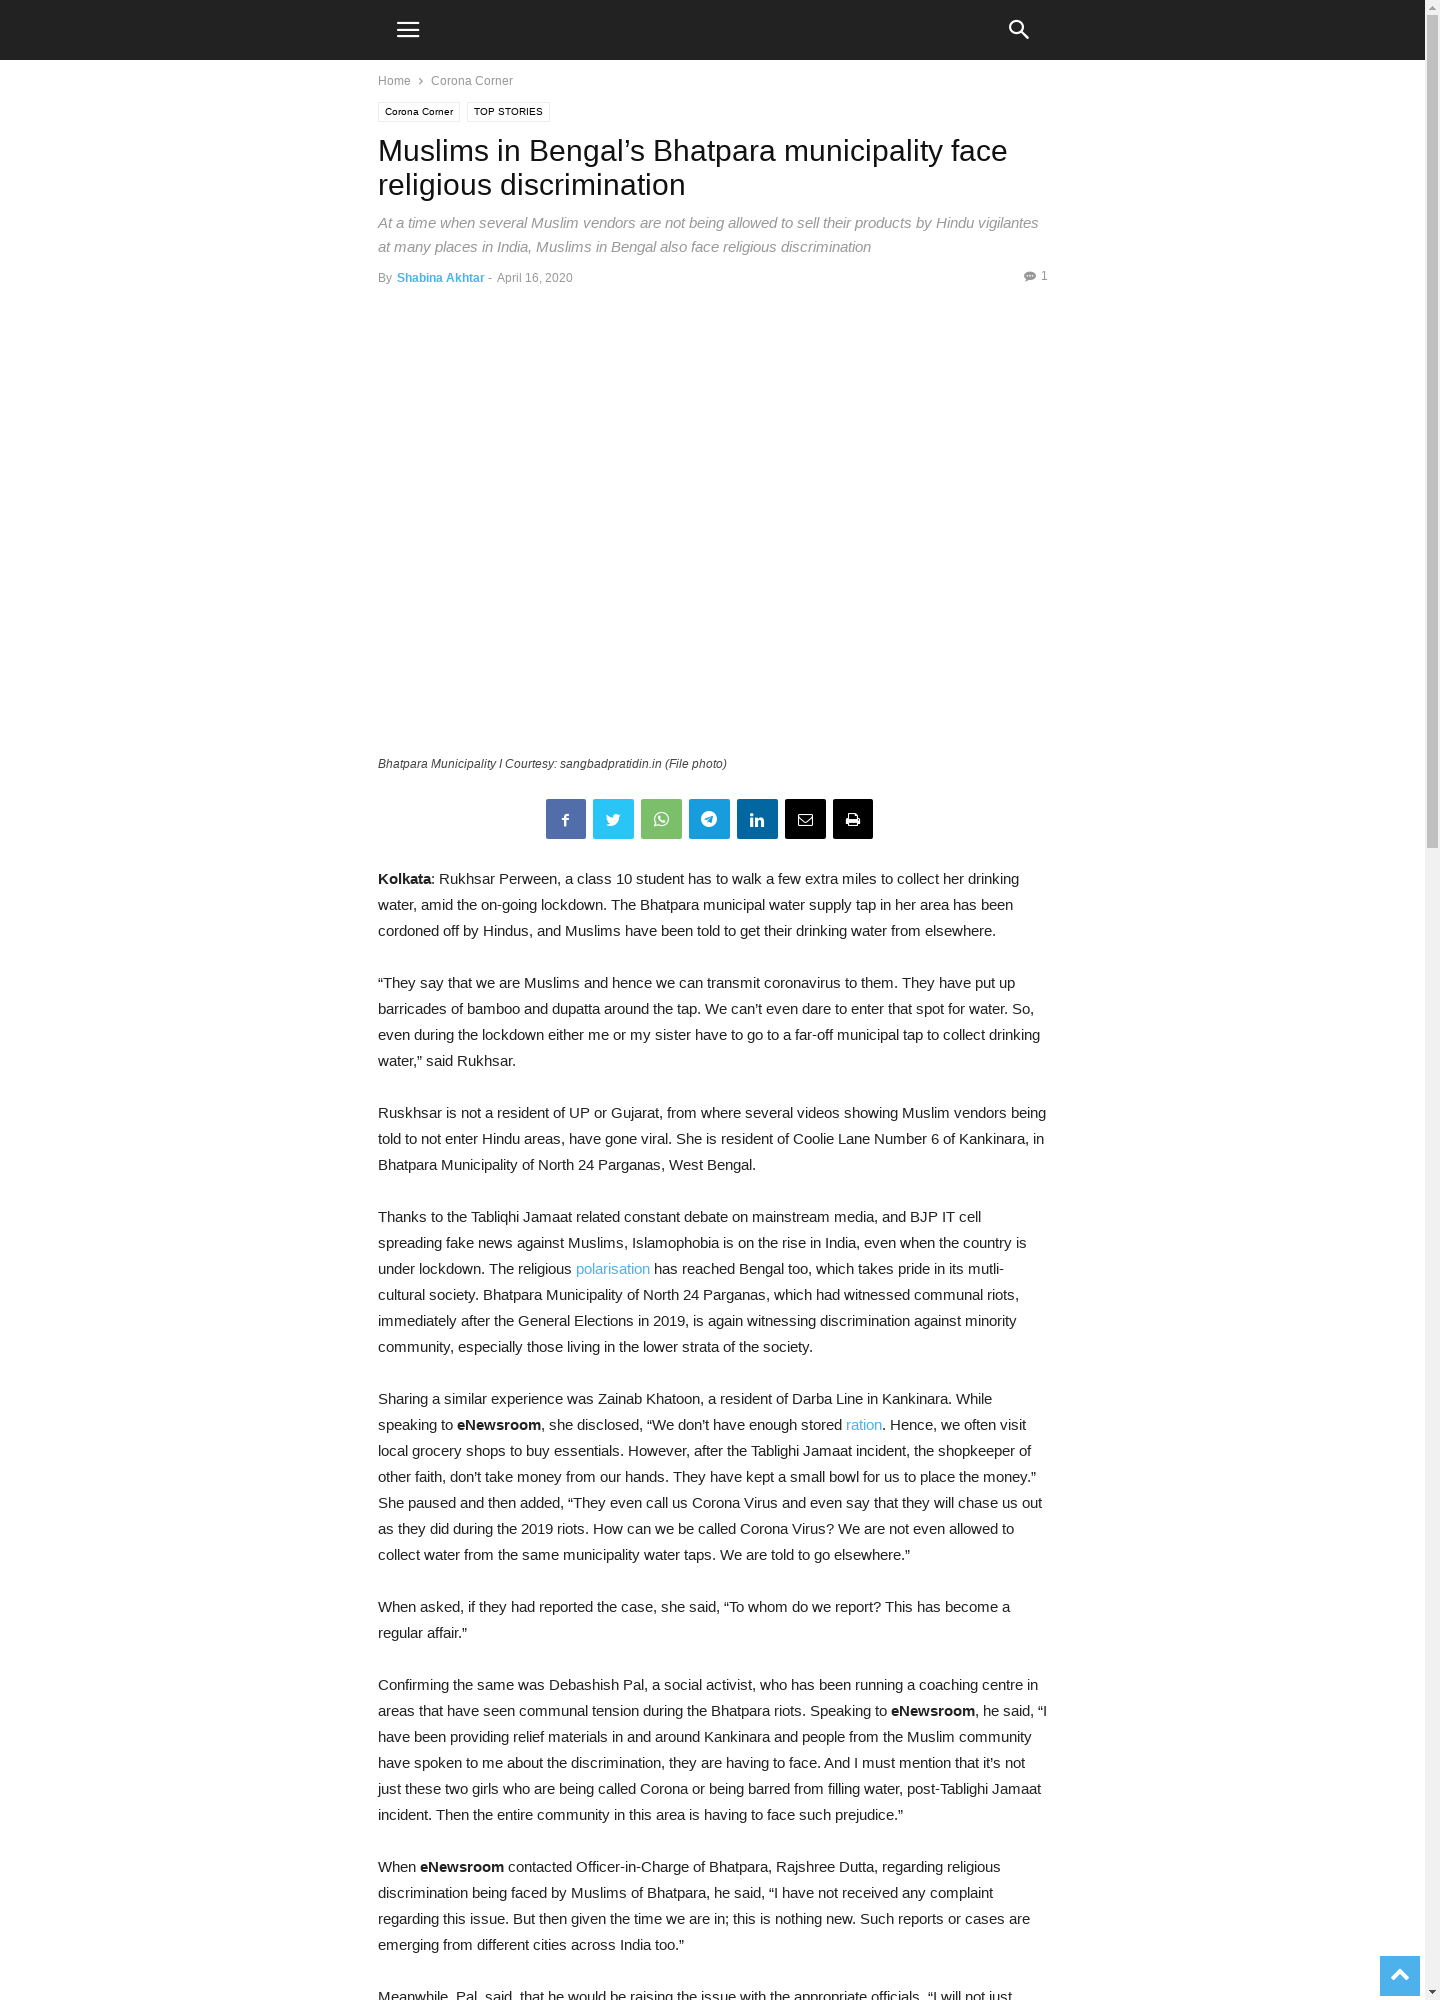 Home
Corona Corner
Corona Corner
TOP STORIES
Muslims in Bengal’s Bhatpara municipality face
religious discrimination
At a time when several Muslim vendors are not being allowed to sell their products by Hindu vigilantes
at many places in India, Muslims in Bengal also face religious discrimination
By Shabina Akhtar - April 16, 2020
1
Bhatpara Municipality I Courtesy: sangbadpratidin.in (File photo)
Kolkata: Rukhsar Perween, a class 10 student has to walk a few extra miles to collect her drinking
water, amid the on-going lockdown. The Bhatpara municipal water supply tap in her area has been
cordoned off by Hindus, and Muslims have been told to get their drinking water from elsewhere.
“They say that we are Muslims and hence we can transmit coronavirus to them. They have put up
barricades of bamboo and dupatta around the tap. We can’t even dare to enter that spot for water. So,
even during the lockdown either me or my sister have to go to a far-off municipal tap to collect drinking
water,” said Rukhsar.
Ruskhsar is not a resident of UP or Gujarat, from where several videos showing Muslim vendors being
told to not enter Hindu areas, have gone viral. She is resident of Coolie Lane Number 6 of Kankinara, in
Bhatpara Municipality of North 24 Parganas, West Bengal.
Thanks to the Tabliqhi Jamaat related constant debate on mainstream media, and BJP IT cell
spreading fake news against Muslims, Islamophobia is on the rise in India, even when the country is
under lockdown. The religious polarisation has reached Bengal too, which takes pride in its mutli-
cultural society. Bhatpara Municipality of North 24 Parganas, which had witnessed communal riots,
immediately after the General Elections in 2019, is again witnessing discrimination against minority
community, especially those living in the lower strata of the society.
Sharing a similar experience was Zainab Khatoon, a resident of Darba Line in Kankinara. While
speaking to eNewsroom, she disclosed, “We don’t have enough stored ration. Hence, we often visit
local grocery shops to buy essentials. However, after the Tablighi Jamaat incident, the shopkeeper of
other faith, don’t take money from our hands. They have kept a small bowl for us to place the money.”
She paused and then added, “They even call us Corona Virus and even say that they will chase us out
as they did during the 2019 riots. How can we be called Corona Virus? We are not even allowed to
collect water from the same municipality water taps. We are told to go elsewhere.”
When asked, if they had reported the case, she said, “To whom do we report? This has become a
regular affair.”
Confirming the same was Debashish Pal, a social activist, who has been running a coaching centre in
areas that have seen communal tension during the Bhatpara riots. Speaking to eNewsroom, he said, “I
have been providing relief materials in and around Kankinara and people from the Muslim community
have spoken to me about the discrimination, they are having to face. And I must mention that it’s not
just these two girls who are being called Corona or being barred from filling water, post-Tablighi Jamaat
incident. Then the entire community in this area is having to face such prejudice.”
When eNewsroom contacted Officer-in-Charge of Bhatpara, Rajshree Dutta, regarding religious
discrimination being faced by Muslims of Bhatpara, he said, “I have not received any complaint
regarding this issue. But then given the time we are in; this is nothing new. Such reports or cases are
emerging from different cities across India too.”
Meanwhile, Pal, said, that he would be raising the issue with the appropriate officials. “I will not just